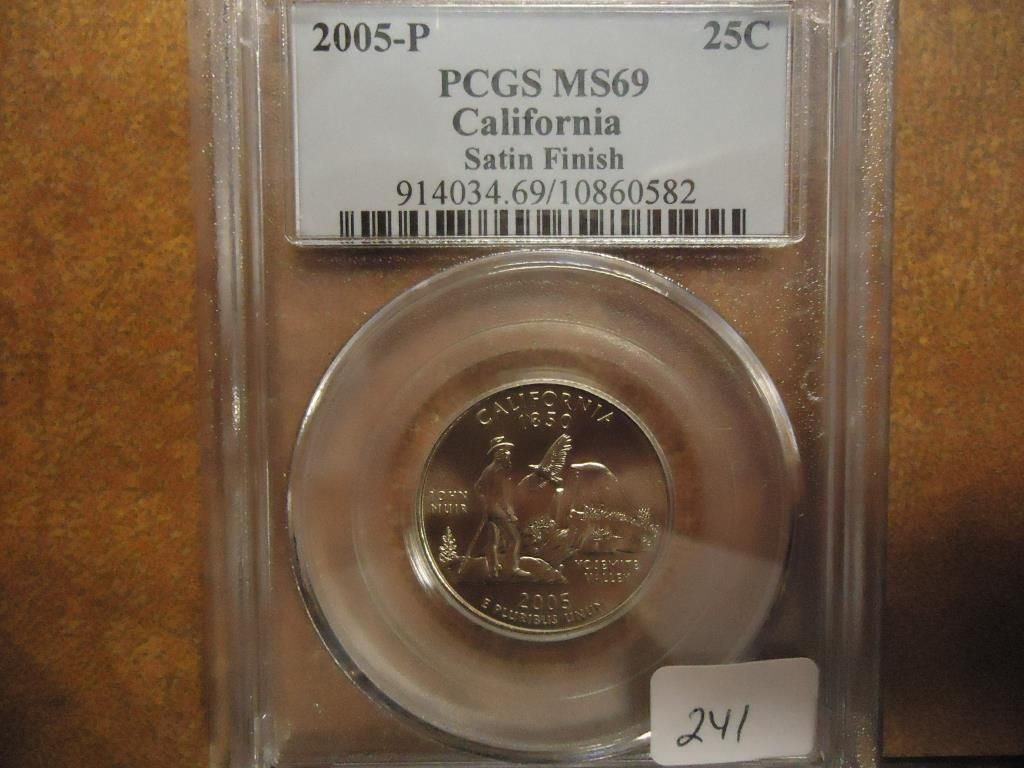 2005-P 25C
PCGS MS69
California
Satin Finish
914034.69/10860582
CALIFORNIA
1850
JOHN
MUIR
YOSEMITE
VALLEY
2005
E PLURIBUS UNUM
241